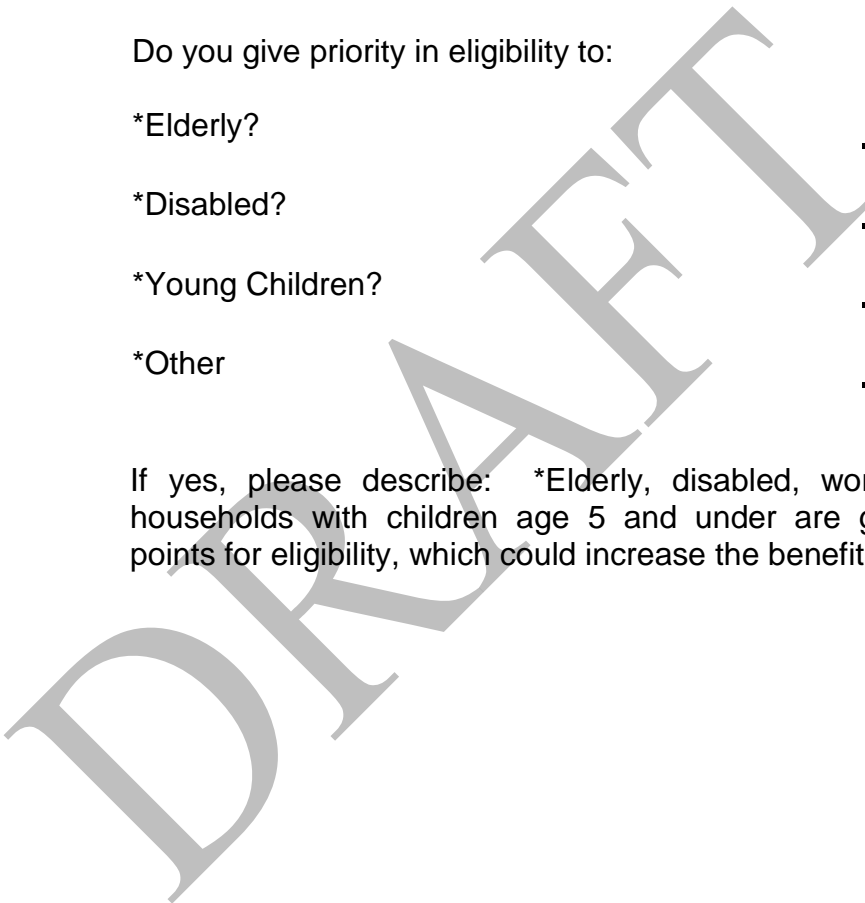 Do you give priority in eligibility to:
*Elderly?
*Disabled?
*Young Children?
*Other
If yes, please describe: *Elderly, disabled, wor
households with children age 5 and under are g
points for eligibility, which could increase the benefit
DRAFT